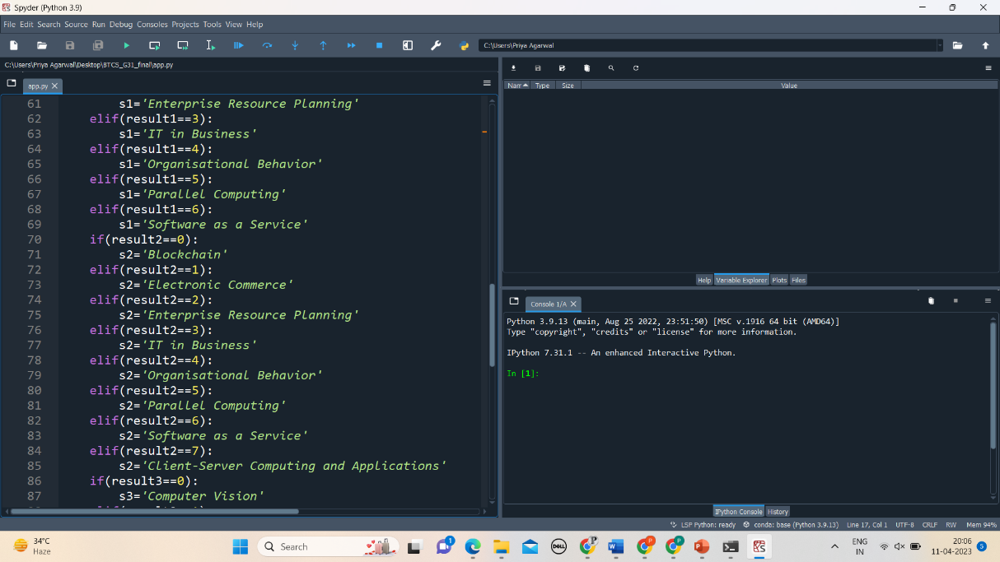 Spyder (Python 3.9)
File Edit Search Source Run Debug Consoles Projects Tools View Help
C:\Users\Priya Agarwal
C:\Users\Priya Agarwal\Desktop\BTCS_G31_final\app.py
app.py
61 s1='Enterprise Resource Planning'
62 elif(result1==3):
63 s1='IT in Business'
64 elif(result1==4):
65 s1='Organisational Behavior'
66 elif(result1==5):
67 s1='Parallel Computing'
68 elif(result1==6):
69 s1='Software as a Service'
70 if(result2==0):
71 s2='Blockchain'
72 elif(result2==1):
73 s2='Electronic Commerce'
74 elif(result2==2):
75 s2='Enterprise Resource Planning'
76 elif(result2==3):
77 s2='IT in Business'
78 elif(result2==4):
79 s2='Organisational Behavior'
80 elif(result2==5):
81 s2='Parallel Computing'
82 elif(result2==6):
83 s2='Software as a Service'
84 elif(result2==7):
85 s2='Client-Server Computing and Applications'
86 if(result3==0):
87 s3='Computer Vision'
Nam Type Size Value
Help Variable Explorer Plots Files
Console 1/A
Python 3.9.13 (main, Aug 25 2022, 23:51:50) [MSC v.1916 64 bit (AMD64)]
Type "copyright", "credits" or "license" for more information.
IPython 7.31.1 -- An enhanced Interactive Python.
In [1]:
IPython Console History
LSP Python: ready conda: base (Python 3.9.13) Line 17, Col 1 UTF-8 CRLF RW Mem 94%
34°C
Haze
Search
1
DELL
P
W
P
P
P
ENG
IN
20:06
11-04-2023
5